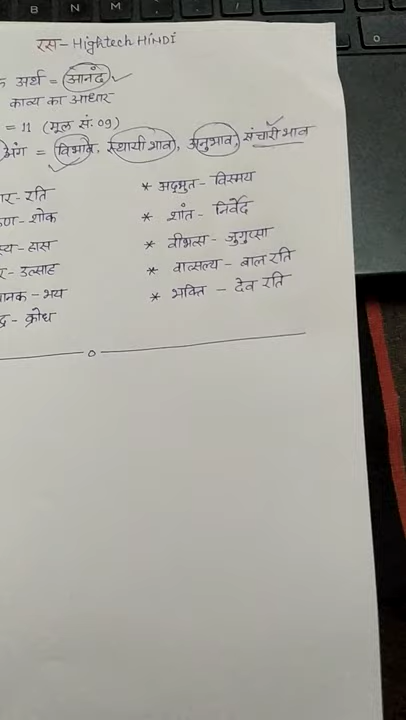 रस- Hightech HINDI
अर्थ = आनंद
काव्य का आधार
= 11 (मूल सं: 09)
अंग = विभाव, स्थायी भाव, अनुभाव, संचारी भाव
- रति
- शोक
- हास
- उत्साह
- भय
- क्रोध
* अद्भुत - विस्मय
* शांत - निर्वेद
* वीभत्स - जुगुप्सा
* वात्सल्य - बाल रति
* भक्ति - देव रति
B N M